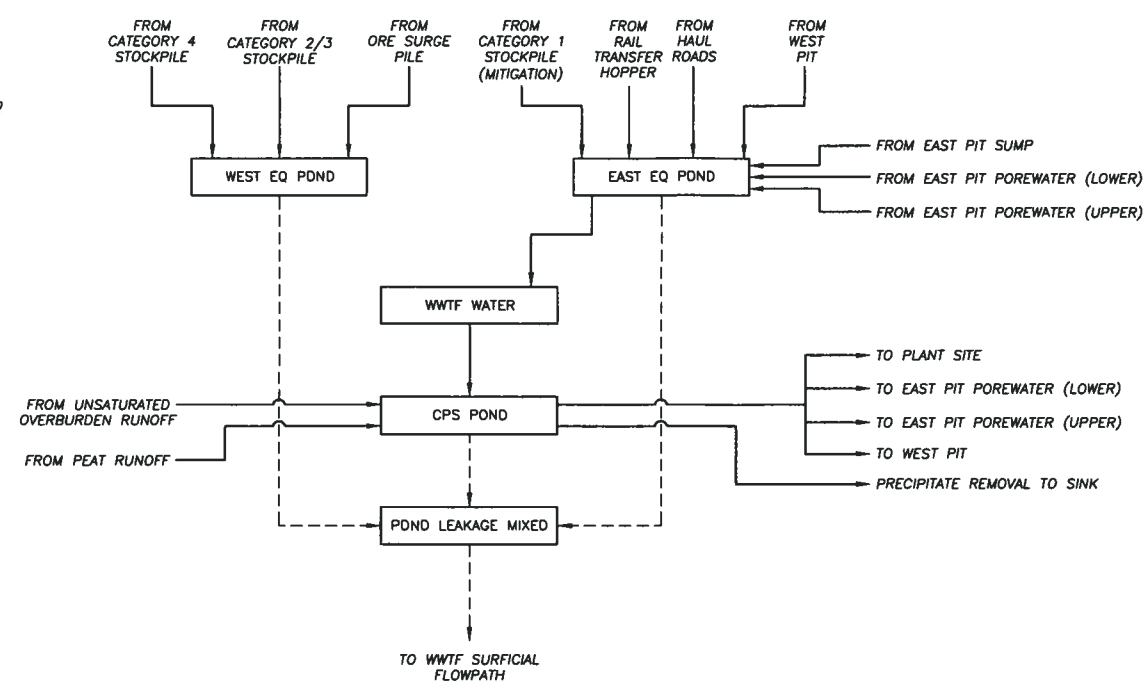 FROM
CATEGORY 4
STOCKPILE
FROM
CATEGORY 2/3
STOCKPILE
FROM
ORE SURGE
PILE
FROM
CATEGORY 1
STOCKPILE
(MITIGATION)
FROM
RAIL
TRANSFER
HOPPER
FROM
HAUL
ROADS
FROM
WEST
PIT
WEST EQ POND
EAST EQ POND
FROM EAST PIT SUMP
FROM EAST PIT POREWATER (LOWER)
FROM EAST PIT POREWATER (UPPER)
WWTF WATER
FROM UNSATURATED
OVERBURDEN RUNOFF
FROM PEAT RUNOFF
CPS POND
TO PLANT SITE
TO EAST PIT POREWATER (LOWER)
TO EAST PIT POREWATER (UPPER)
TO WEST PIT
PRECIPITATE REMOVAL TO SINK
POND LEAKAGE MIXED
TO WWTF SURFICIAL
FLOWPATH